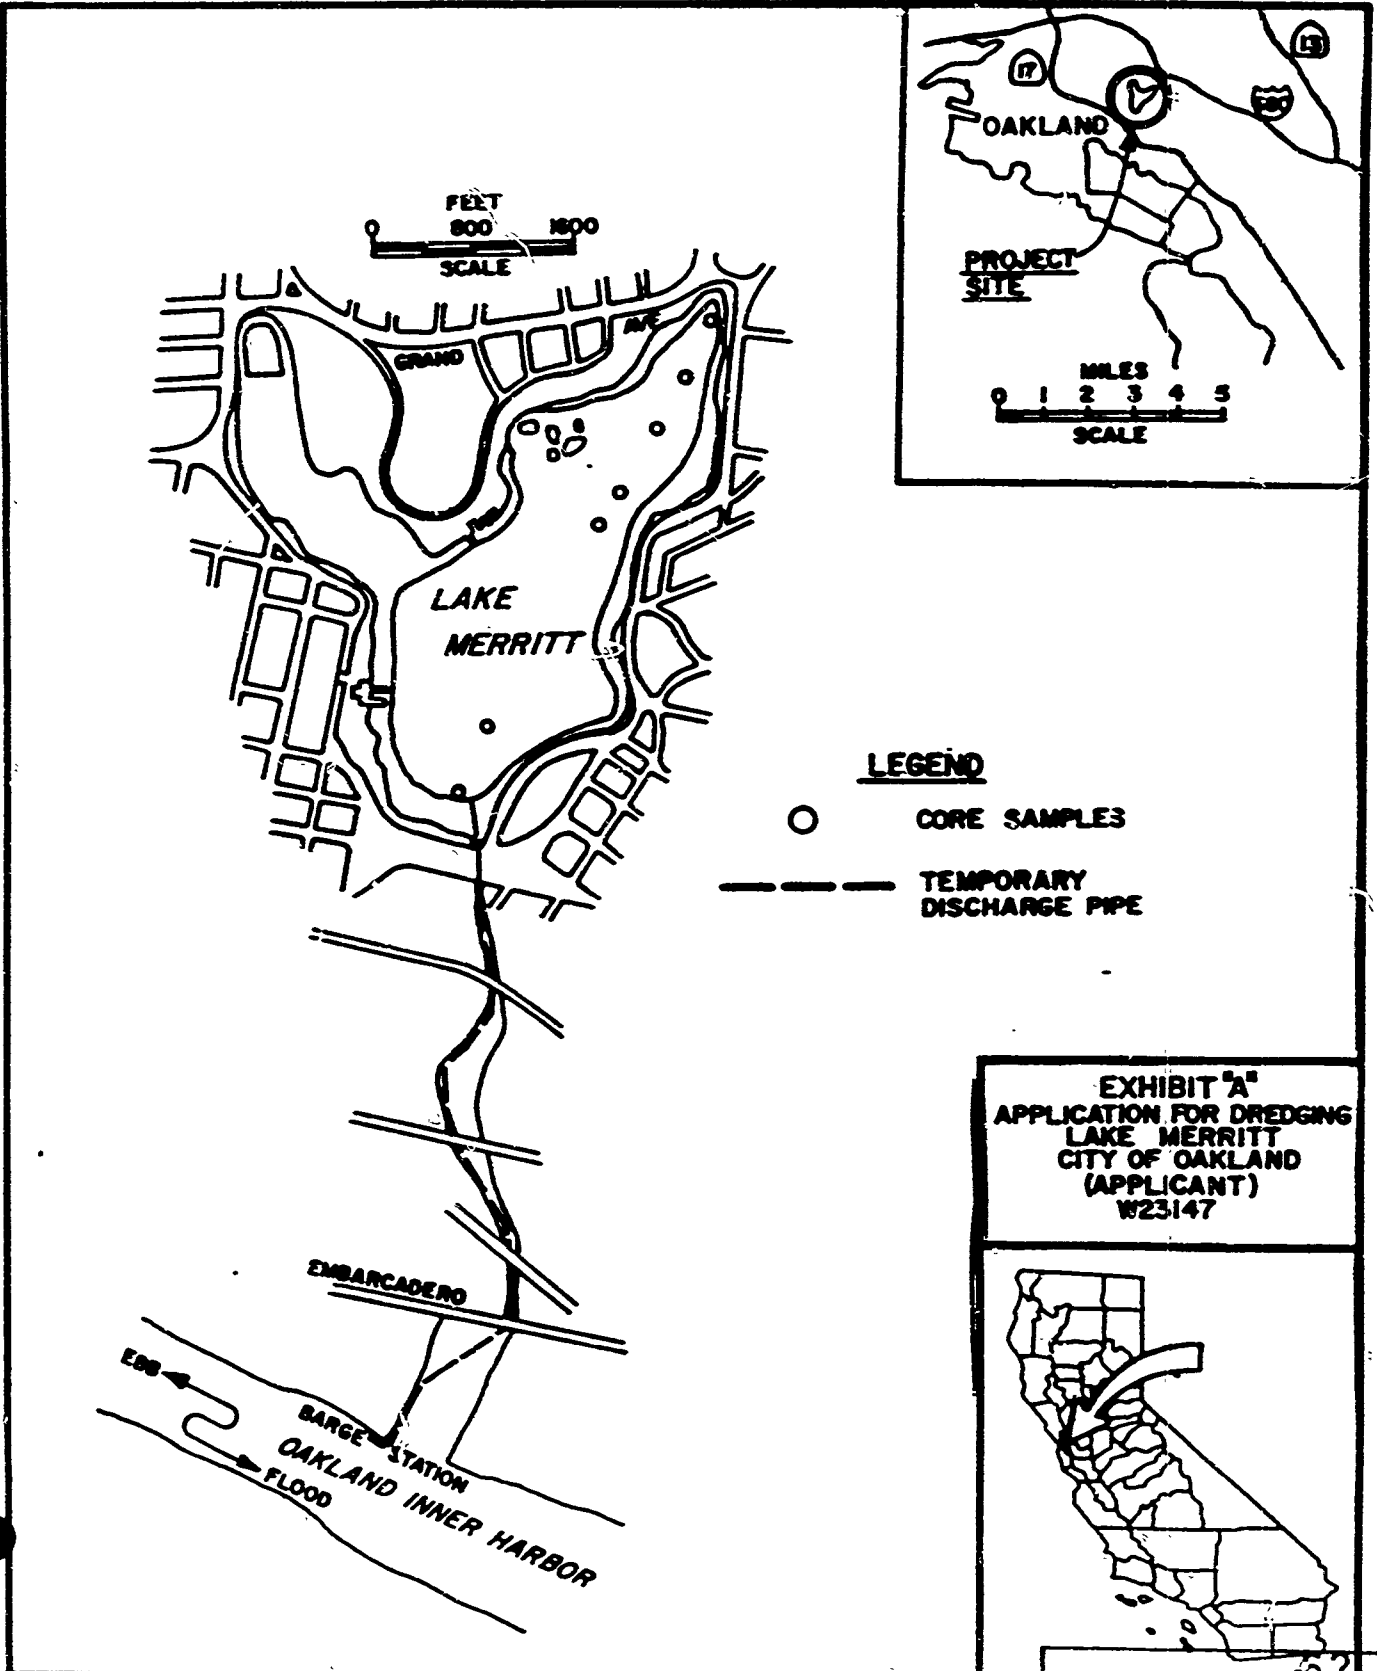 17
13
OAKLAND
PROJECT
SITE
MILES
0 1 2 3 4 5
SCALE
FEET
0 800 1600
SCALE
GRAND
AVE
LAKE
MERRITT
LEGEND
CORE SAMPLES
TEMPORARY
DISCHARGE PIPE
EXHIBIT "A"
APPLICATION FOR DREDGING
LAKE MERRITT
CITY OF OAKLAND
(APPLICANT)
W23147
EMBARCADERO
EBB
FLOOD
BARGE STATION
OAKLAND INNER HARBOR